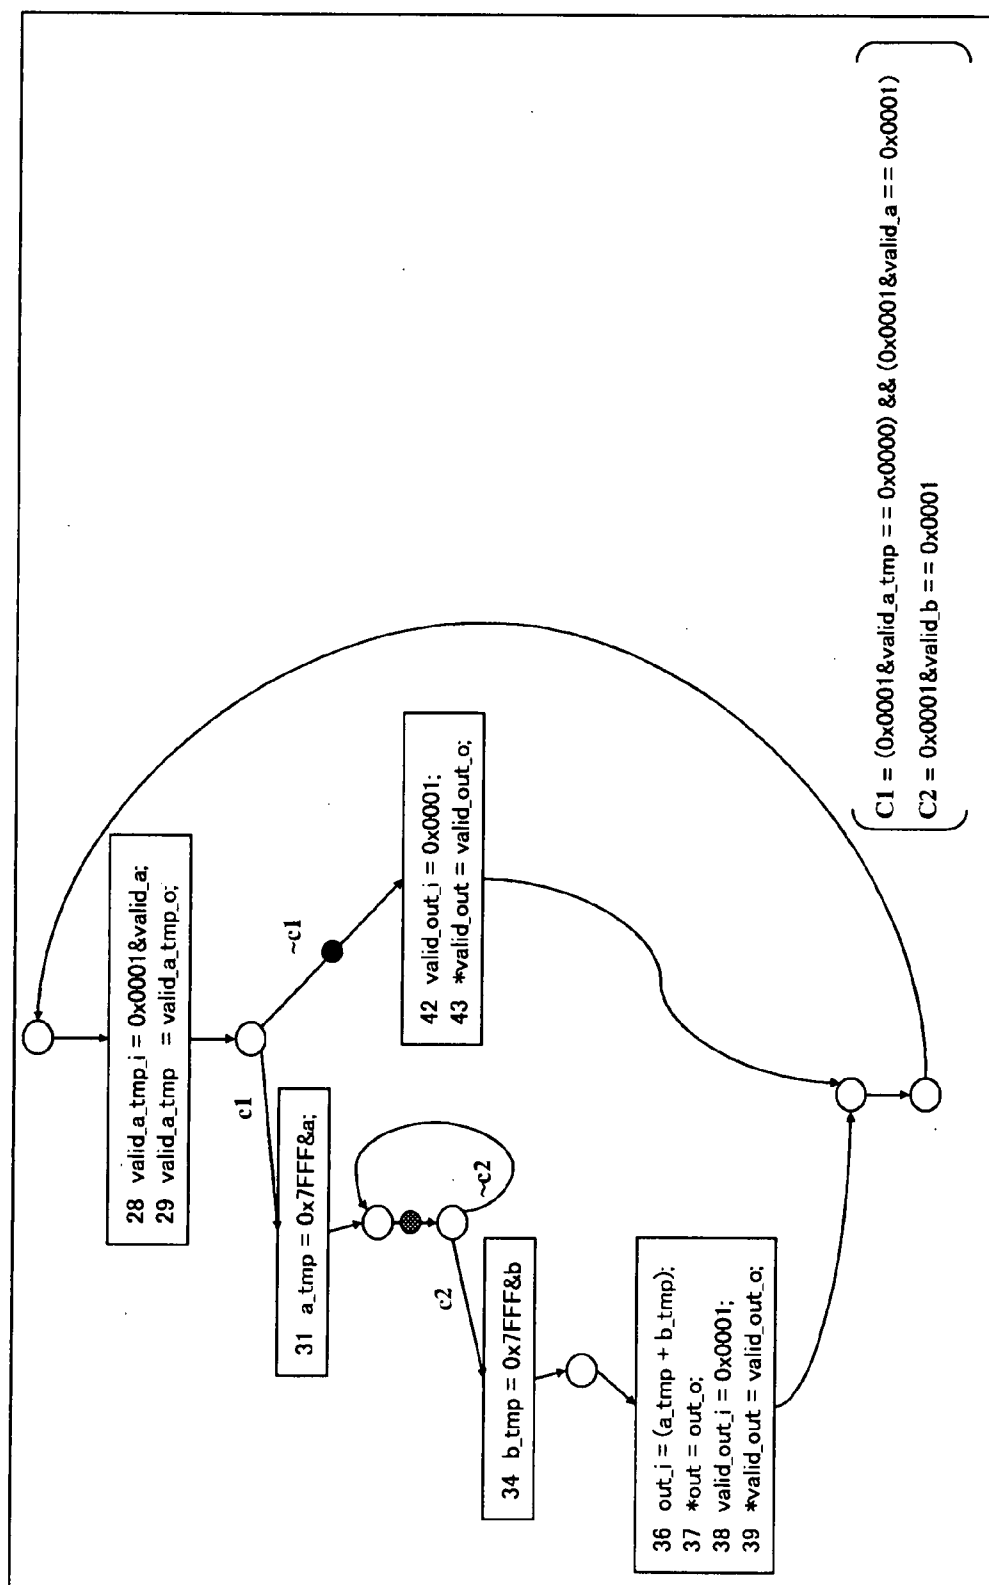 28 valid_a_tmp_i = 0x0001&valid_a;
29 valid_a_tmp = valid_a_tmp_o;
c1
~c1
31 a_tmp = 0x7FFF&a;
42 valid_out_i = 0x0001;
43 *valid_out = valid_out_o;
c2
~c2
34 b_tmp = 0x7FFF&b
36 out_i = (a_tmp + b_tmp);
37 *out = out_o;
38 valid_out_i = 0x0001;
39 *valid_out = valid_out_o;
C1 = (0x0001&valid_a_tmp == 0x0000) && (0x0001&valid_a == 0x0001)
C2 = 0x0001&valid_b == 0x0001